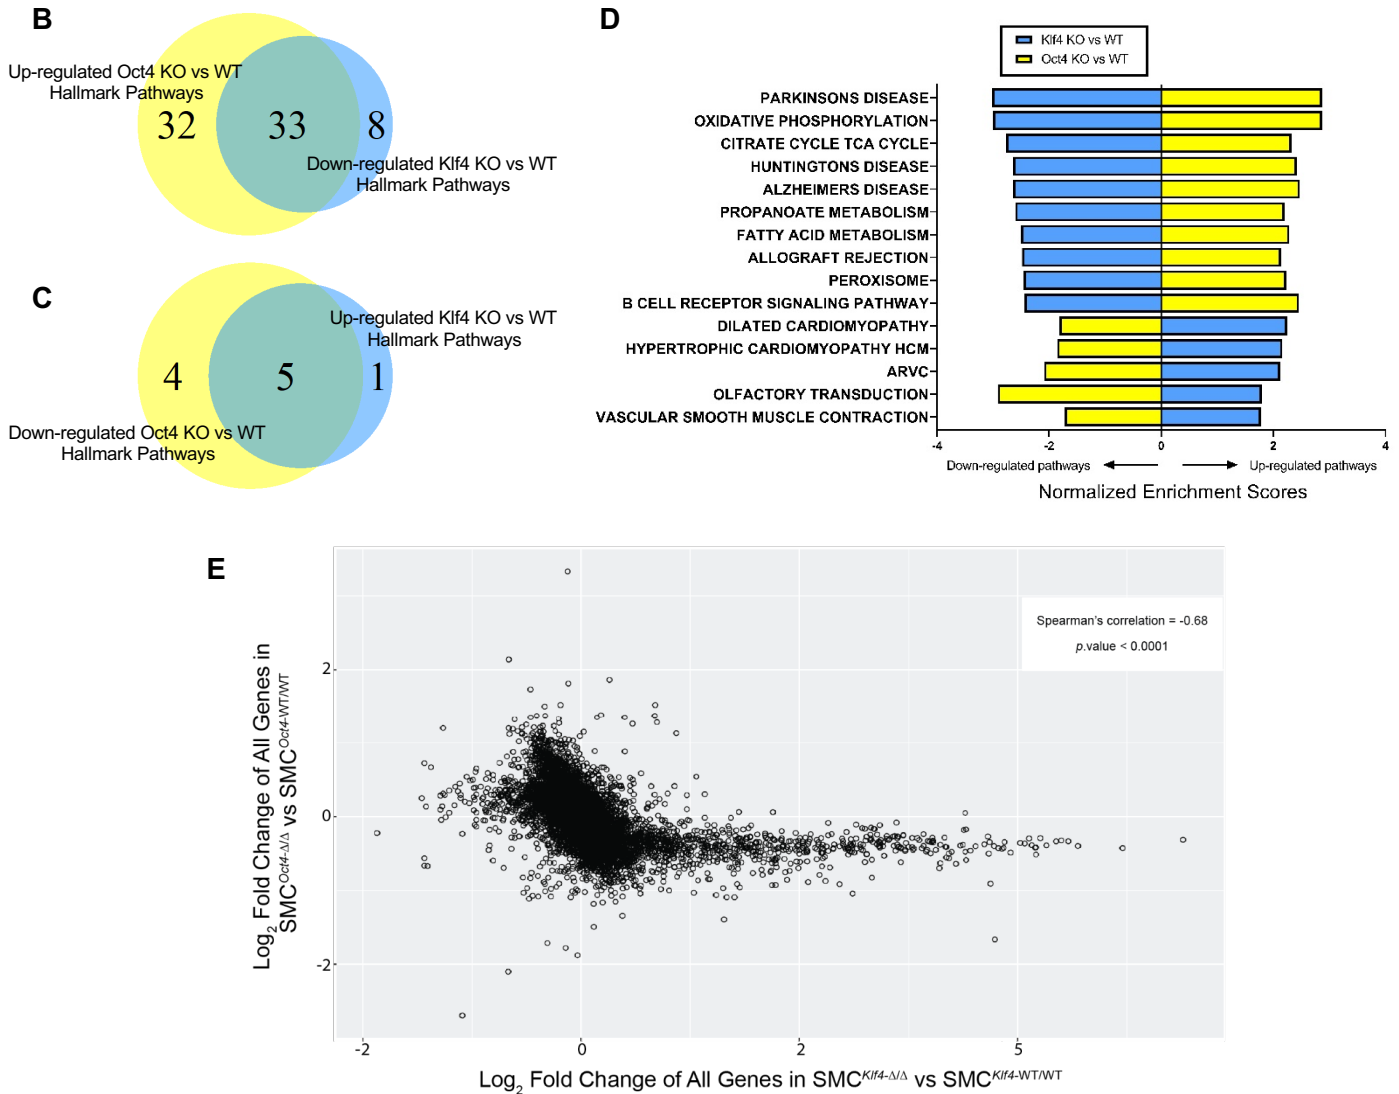 B
Up-regulated Oct4 KO vs WT
Hallmark Pathways
32
33
8
Down-regulated Klf4 KO vs WT
Hallmark Pathways
C
Up-regulated Klf4 KO vs WT
Hallmark Pathways
4
5
1
Down-regulated Oct4 KO vs WT
Hallmark Pathways
D
Klf4 KO vs WT
Oct4 KO vs WT
PARKINSONS DISEASE
OXIDATIVE PHOSPHORYLATION
CITRATE CYCLE TCA CYCLE
HUNTINGTONS DISEASE
ALZHEIMERS DISEASE
PROPANOATE METABOLISM
FATTY ACID METABOLISM
ALLOGRAFT REJECTION
PEROXISOME
B CELL RECEPTOR SIGNALING PATHWAY
DILATED CARDIOMYOPATHY
HYPERTROPHIC CARDIOMYOPATHY HCM
ARVC
OLFACTORY TRANSDUCTION
VASCULAR SMOOTH MUSCLE CONTRACTION
-4 -2 0 2 4
Down-regulated pathways Up-regulated pathways
Normalized Enrichment Scores
E
Spearman's correlation = -0.68
p.value < 0.0001
Log2 Fold Change of All Genes in
SMCOct4-Δ/Δ vs SMCOct4-WT/WT
2
0
-2
-2 0 2 5
Log2 Fold Change of All Genes in SMCKlf4-Δ/Δ vs SMCKlf4-WT/WT